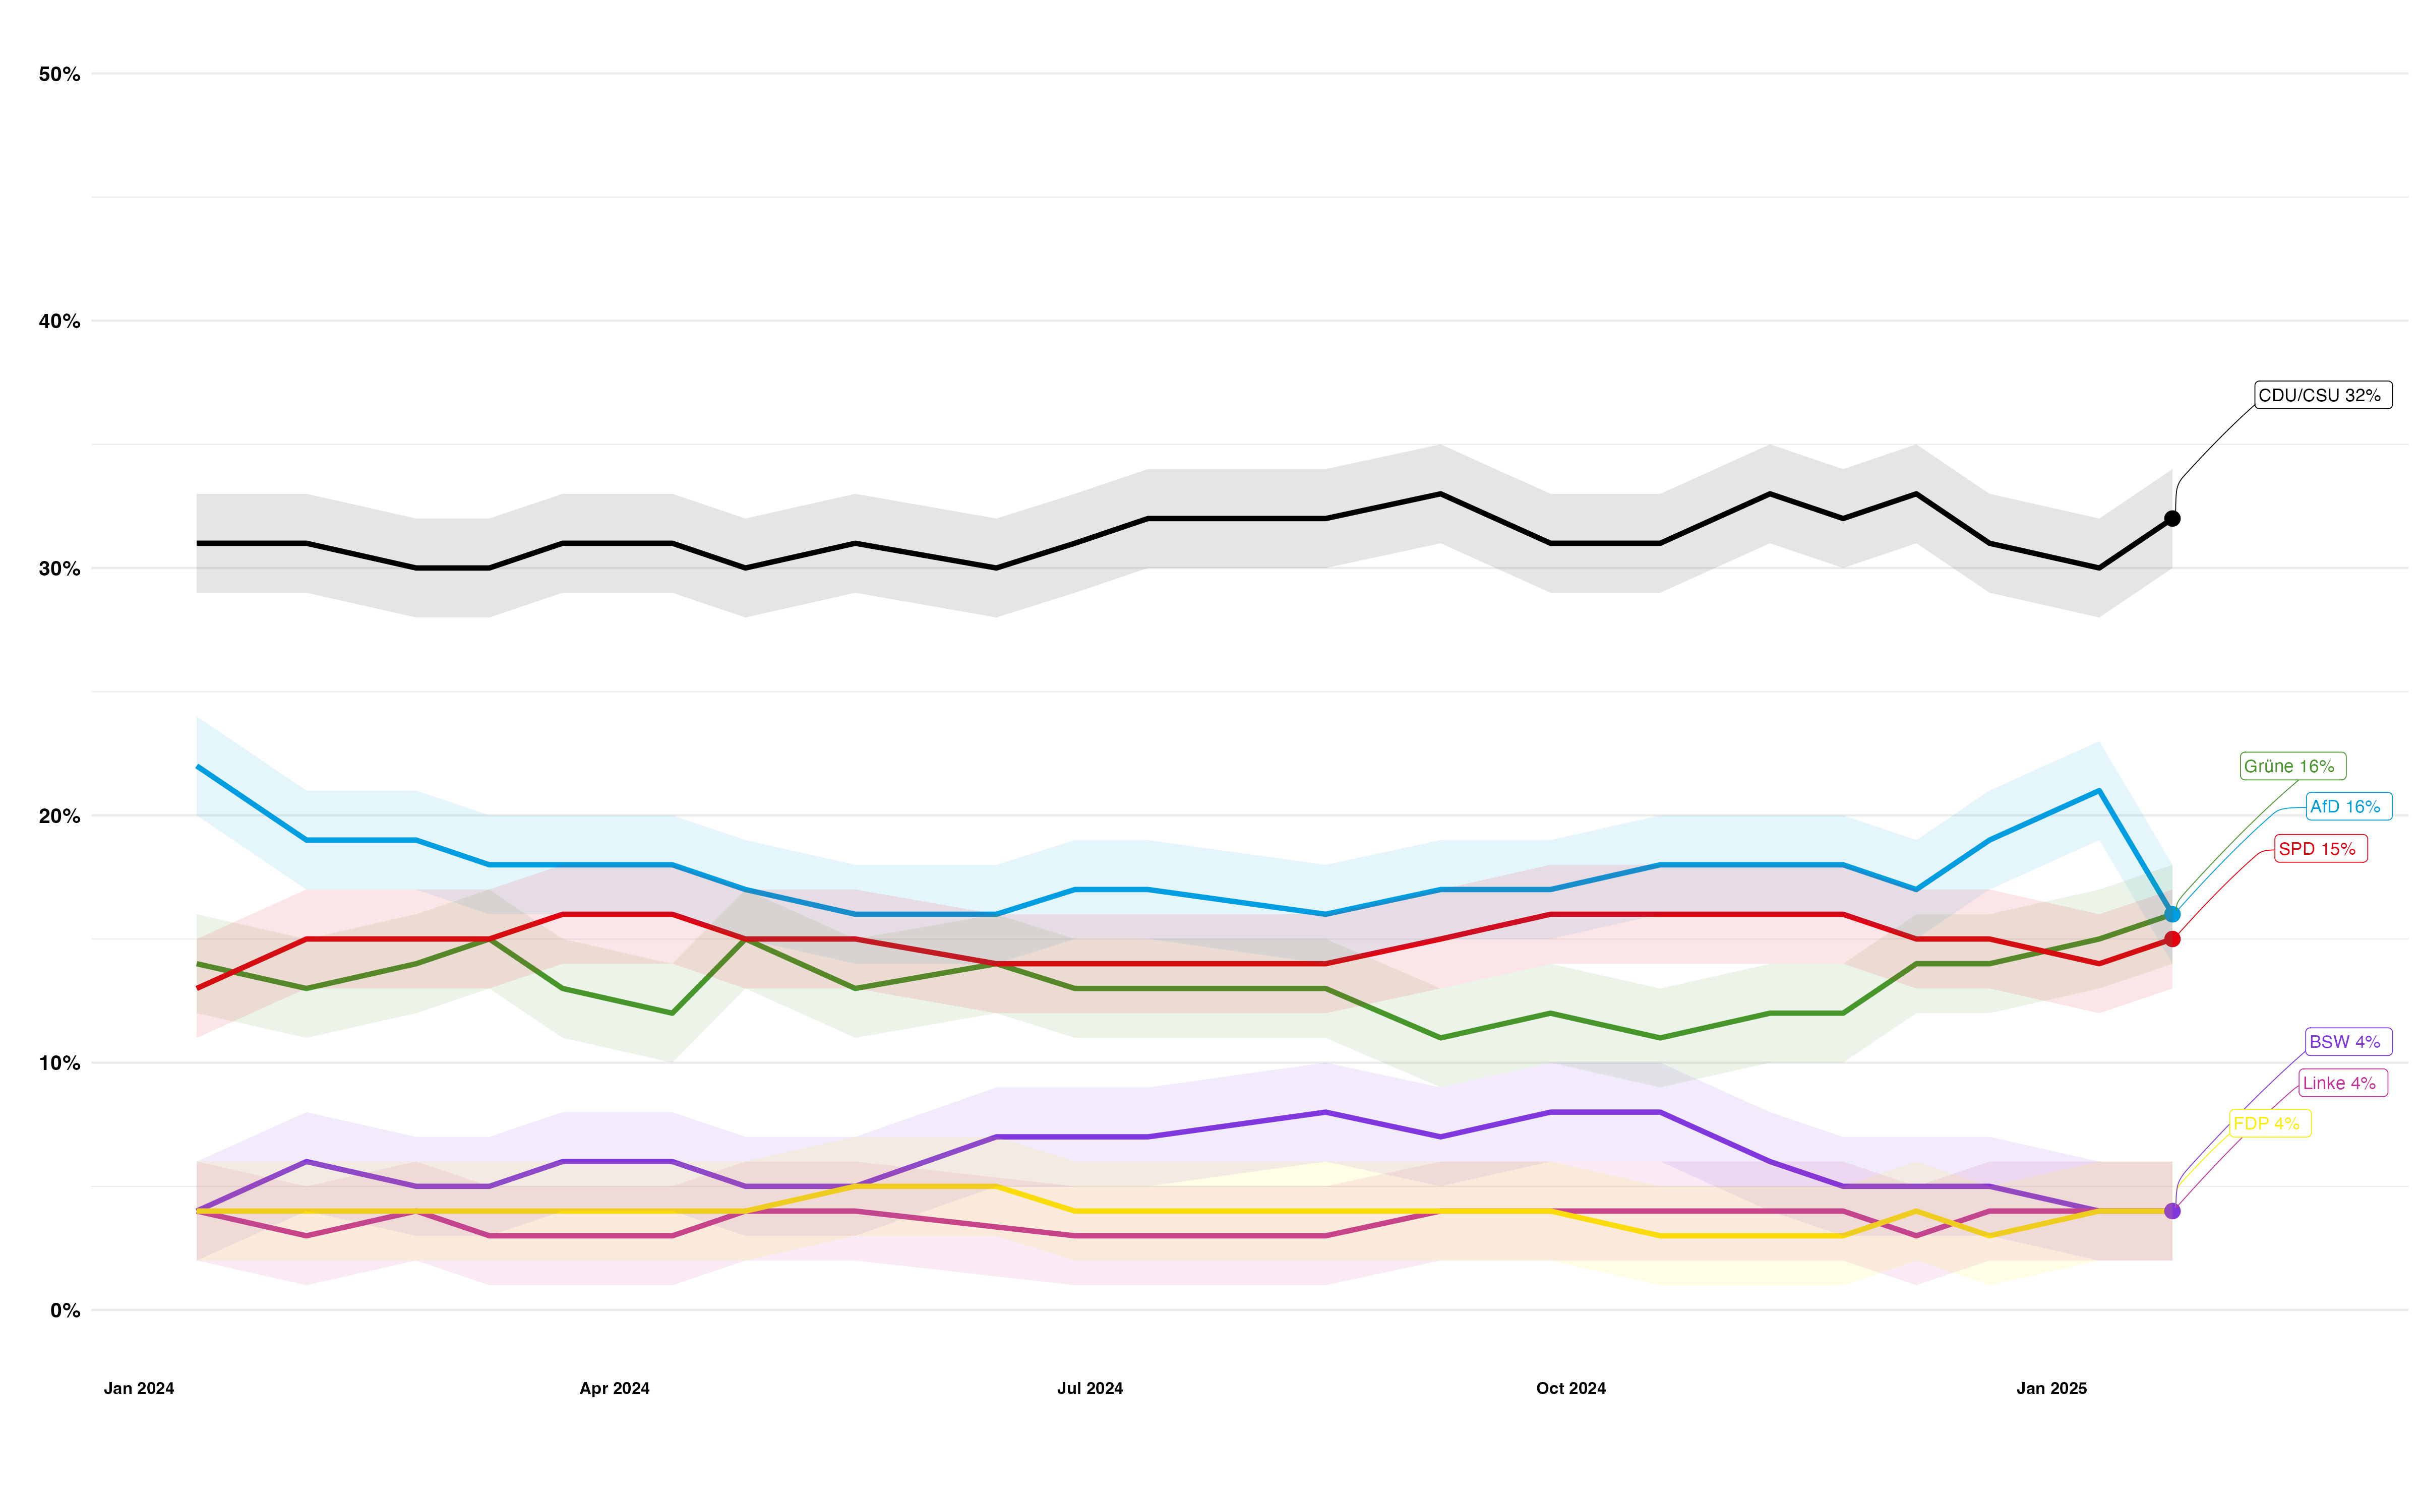 50%
40%
CDU/CSU 32%
30%
Grüne 16%
AfD 16%
20%
SPD 15%
BSW 4%
10%
Linke 4%
FDP 4%
0%
Jan 2024 Apr 2024 Jul 2024 Oct 2024 Jan 2025